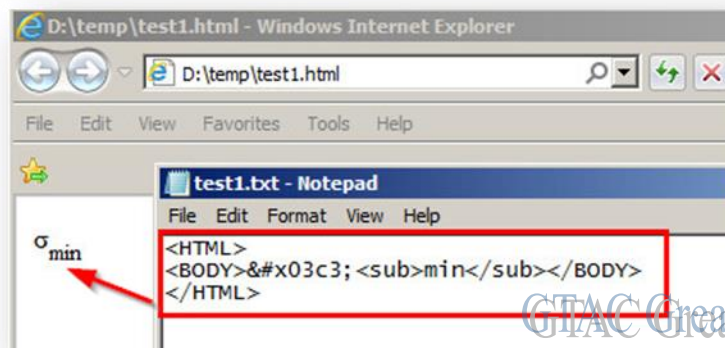 D:\temp\test1.html - Windows Internet Explorer
D:\temp\test1.html
File Edit View Favorites Tools Help
test1.txt - Notepad
File Edit Format View Help
σmin
<HTML>
<BODY>&#x03c3;<sub>min</sub></BODY>
</HTML>
GTAC